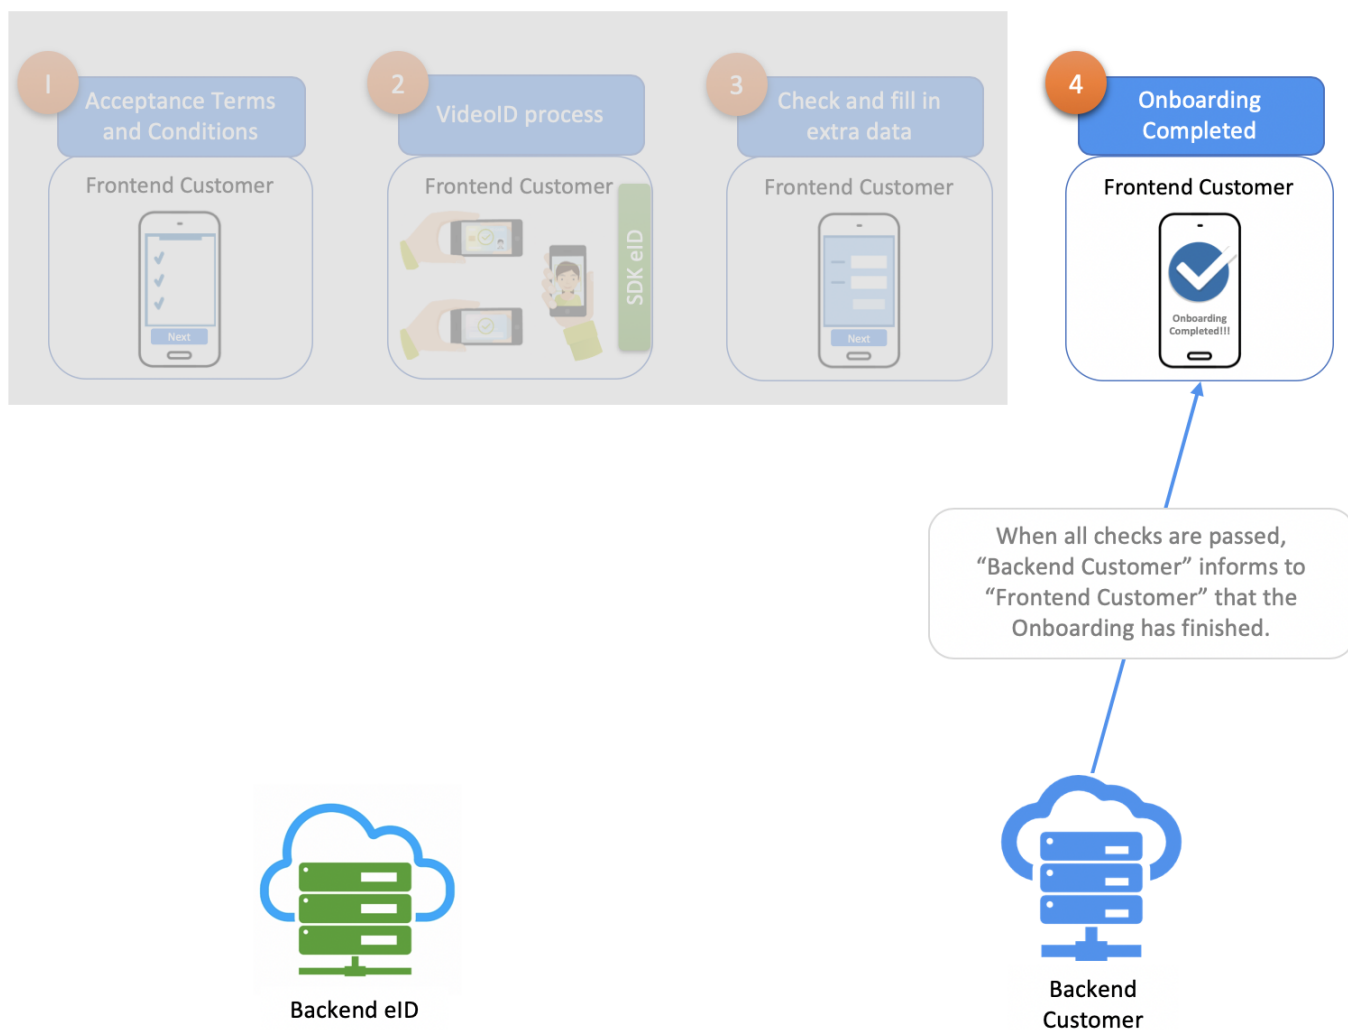 1
Acceptance Terms
and Conditions
Frontend Customer
Next
2
VideoID process
Frontend Customer
SDK eID
3
Check and fill in
extra data
Frontend Customer
Next
4
Onboarding
Completed
Frontend Customer
Onboarding
Completed!!!
When all checks are passed,
“Backend Customer” informs to
“Frontend Customer” that the
Onboarding has finished.
Backend eID
Backend
Customer